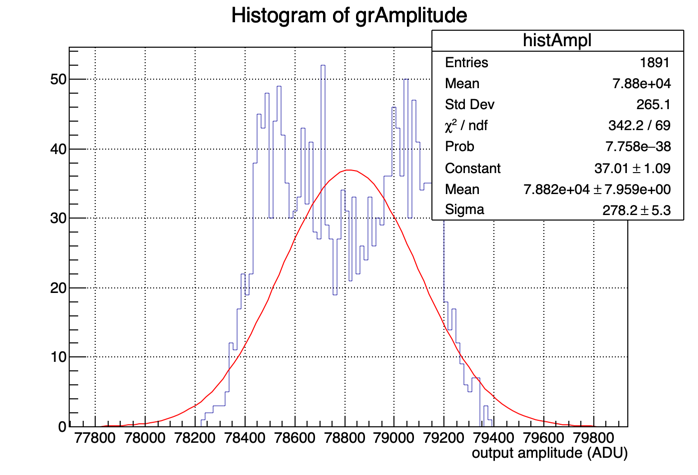 Histogram of grAmplitude
histAmpl
Entries 1891
Mean 7.88e+04
Std Dev 265.1
χ² / ndf 342.2 / 69
Prob 7.758e−38
Constant 37.01 ± 1.09
Mean 7.882e+04 ± 7.959e+00
Sigma 278.2 ± 5.3
50
40
30
20
10
0
77800 78000 78200 78400 78600 78800 79000 79200 79400 79600 79800
output amplitude (ADU)